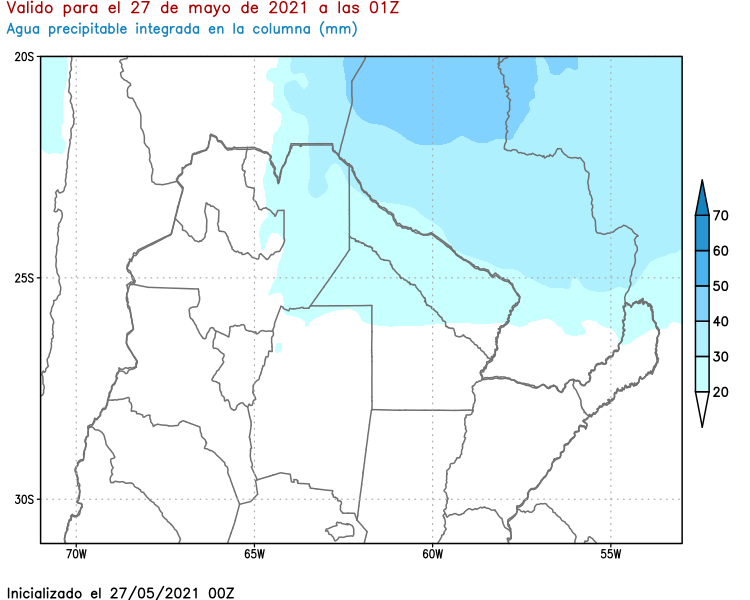 Valido para el 27 de mayo de 2021 a las 01Z
Agua precipitable integrada en la columna (mm)
20S
25S
30S
70W
65W
60W
55W
70
60
50
40
30
20
Inicializado el 27/05/2021 00Z